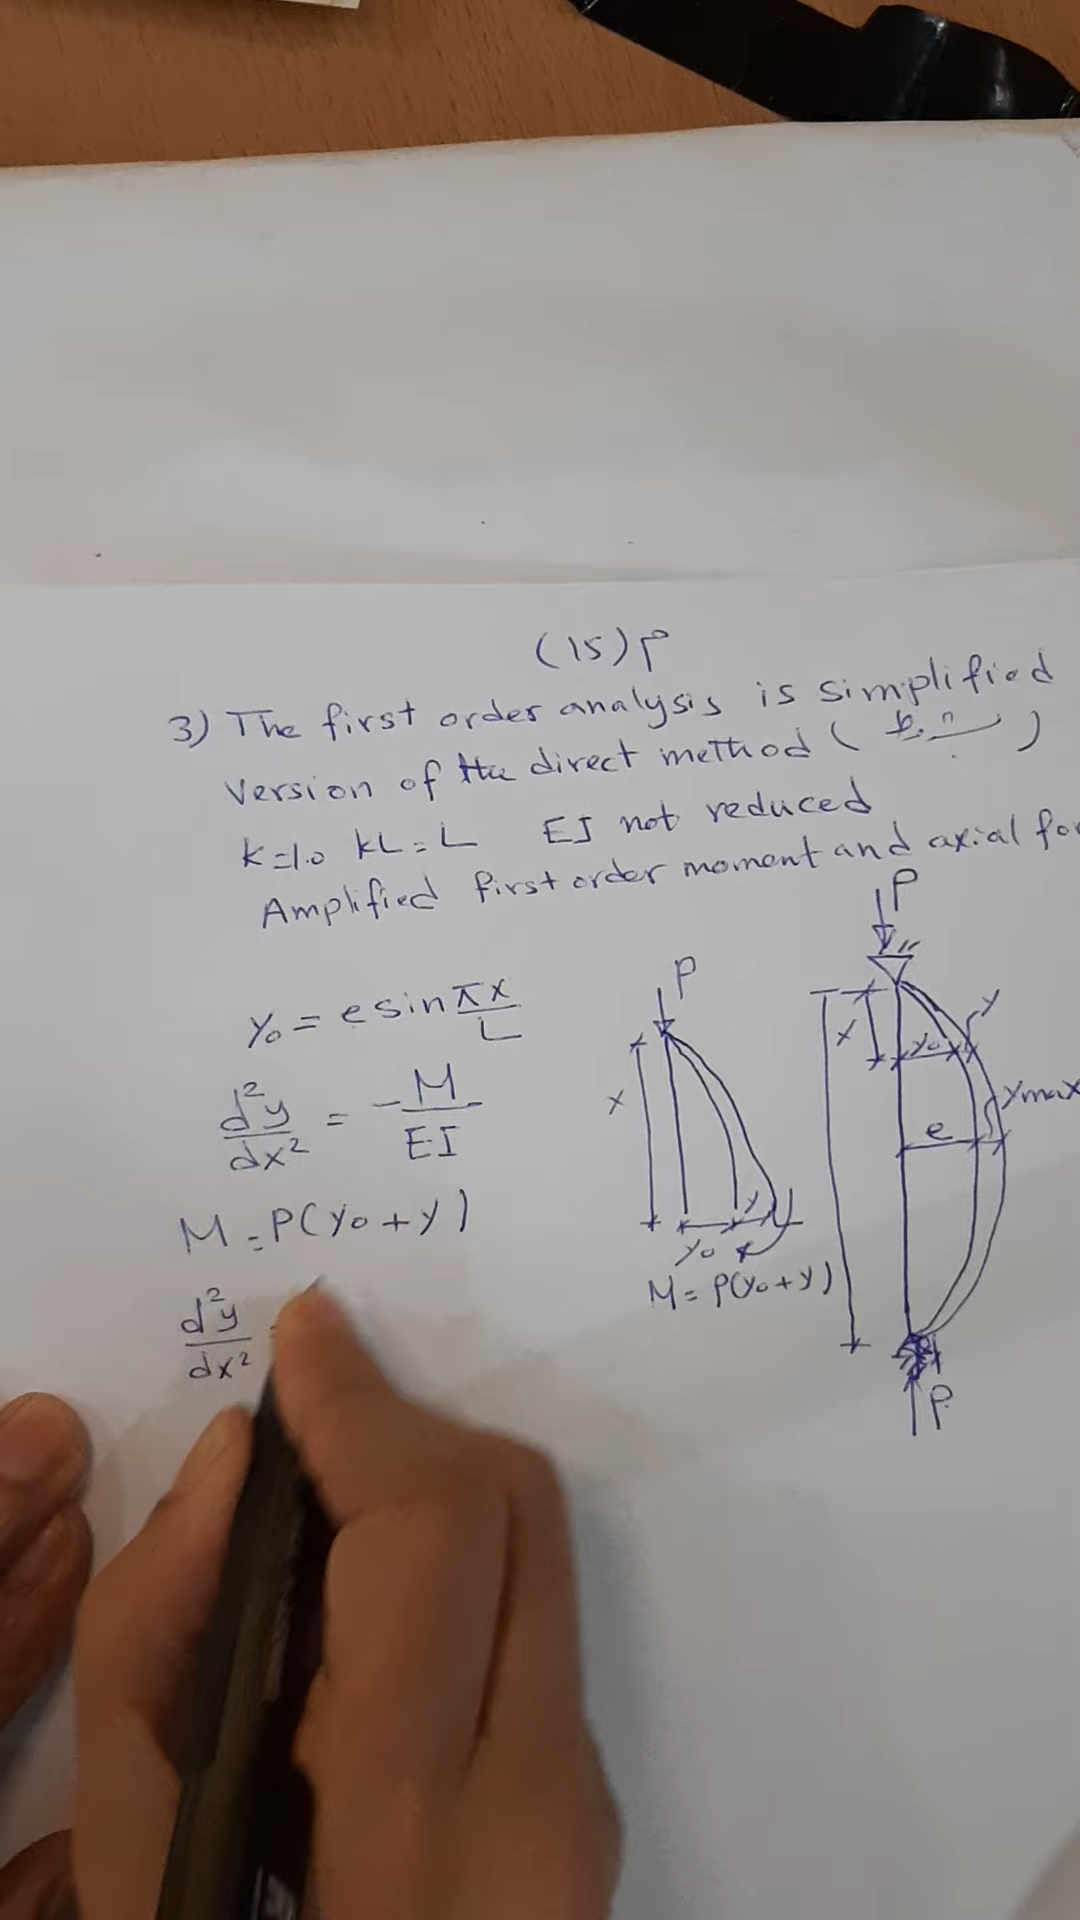 (15)P
3) The first order analysis is simplified
Version of the direct method ( )
K=1.0 KL=L EI not reduced
Amplified first order moment and axial for
P
P
y₀ = e sin πx/L
x
y
x
y₀
ymax
d²y/dx² = -M/EI
e
M = P(y₀+y)
y
y₀
M = P(y₀+y)
d²y/dx²
P